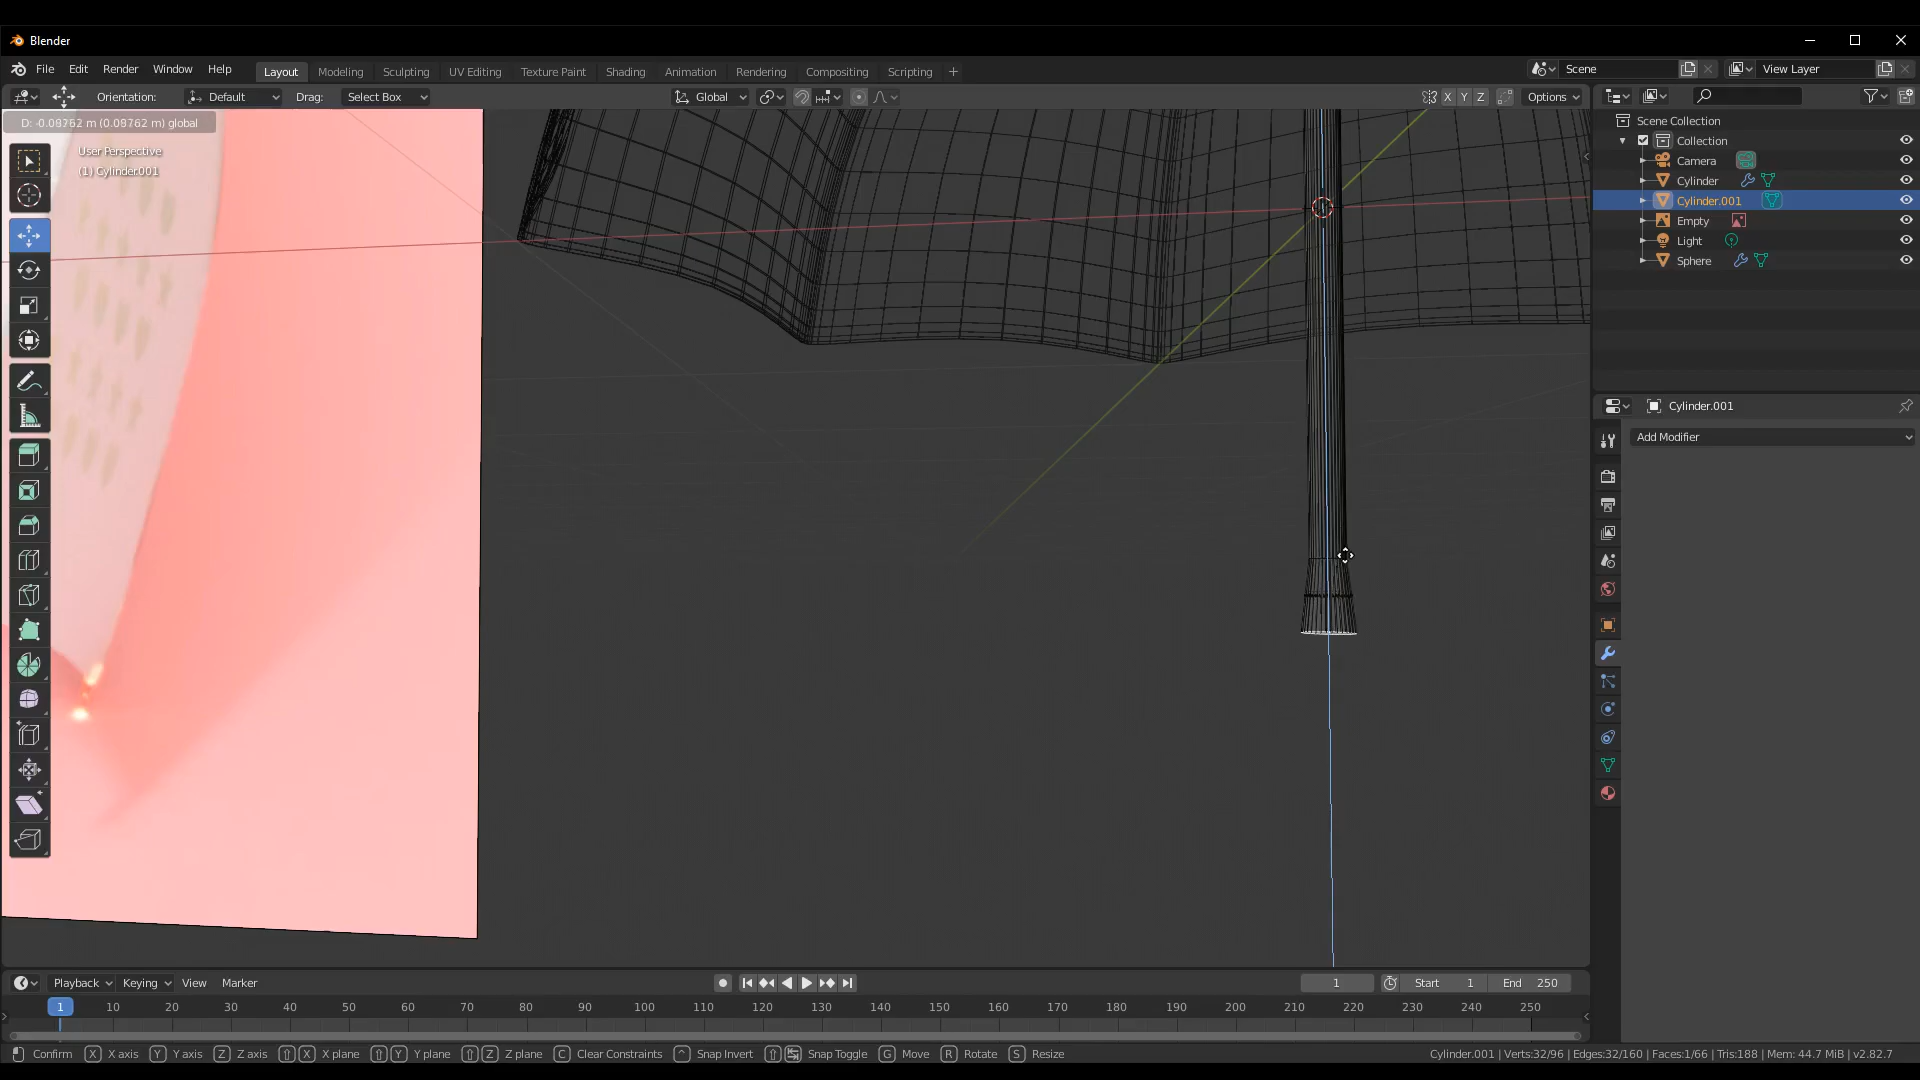 Blender
File Edit Render Window Help Layout Modeling Sculpting UV Editing Texture Paint Shading Animation Rendering Compositing Scripting + Scene View Layer
Orientation: Default Drag: Select Box Global X Y Z Options
D: -0.08762 m (0.08762 m) global
User Perspective
(1) Cylinder.001
Scene Collection
Collection
Camera
Cylinder
Cylinder.001
Empty
Light
Sphere
Cylinder.001
Add Modifier
Playback Keying View Marker 1 Start 1 End 250
1 10 20 30 40 50 60 70 80 90 100 110 120 130 140 150 160 170 180 190 200 210 220 230 240 250
Confirm X X axis Y Y axis Z Z axis X X plane Y Y plane Z Z plane C Clear Constraints Snap Invert Snap Toggle G Move R Rotate S Resize Cylinder.001 | Verts:32/96 | Edges:32/160 | Faces:1/66 | Tris:188 | Mem: 44.7 MiB | v2.82.7